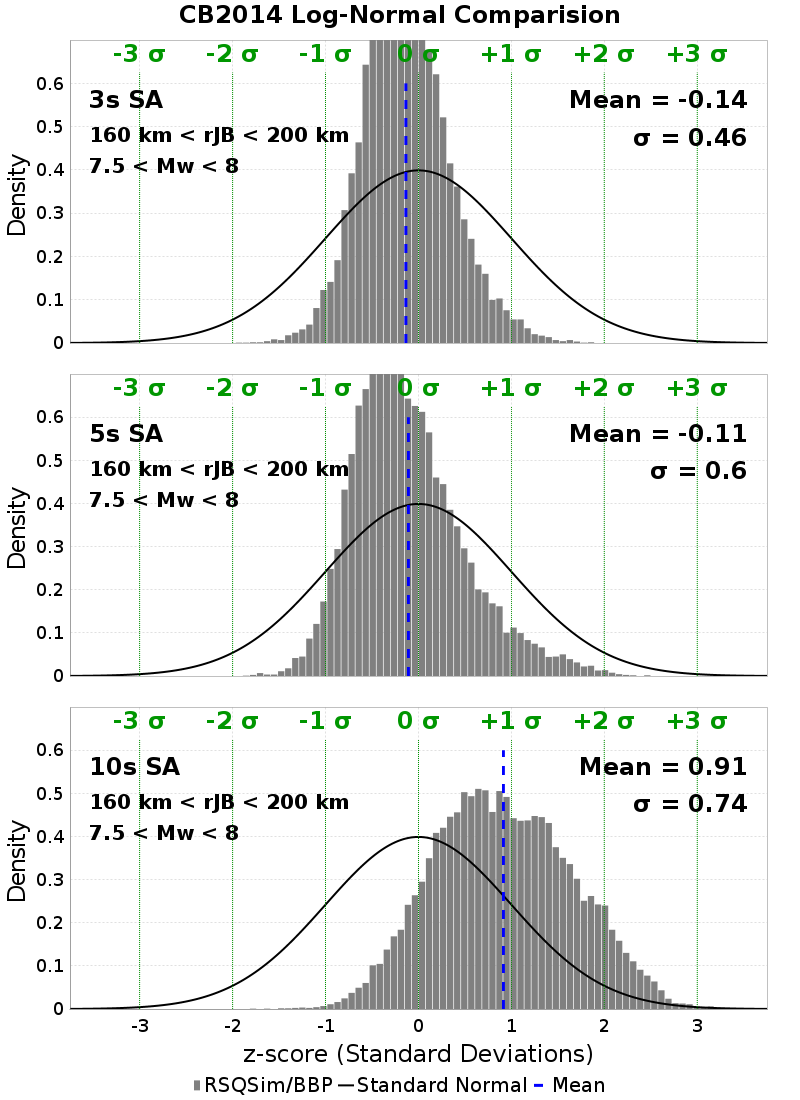 CB2014 Log-Normal Comparision
-3 σ -2 σ -1 σ 0 σ +1 σ +2 σ +3 σ
0.6
3s SA Mean = -0.14
0.5
160 km < rJB < 200 km σ = 0.46
7.5 < Mw < 8
0.4
0.3
0.2
0.1
0
Density
-3 σ -2 σ -1 σ 0 σ +1 σ +2 σ +3 σ
0.6
5s SA Mean = -0.11
0.5
160 km < rJB < 200 km σ = 0.6
7.5 < Mw < 8
0.4
0.3
0.2
0.1
0
Density
-3 σ -2 σ -1 σ 0 σ +1 σ +2 σ +3 σ
0.6
10s SA Mean = 0.91
0.5
160 km < rJB < 200 km σ = 0.74
7.5 < Mw < 8
0.4
0.3
0.2
0.1
0
Density
-3 -2 -1 0 1 2 3
z-score (Standard Deviations)
RSQSim/BBP Standard Normal Mean